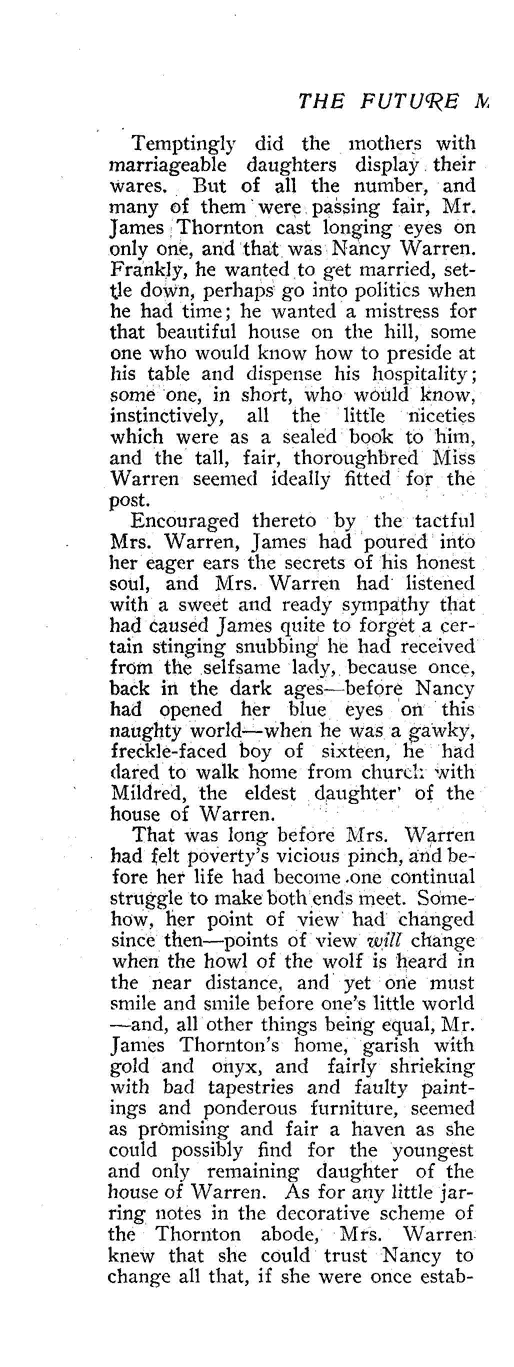 THE FUTURE
Temptingly did the mothers with
marriageable daughters display their
wares. But of all the number, and
many of them were passing fair, Mr.
James Thornton cast longing eyes on
only one, and that was Nancy Warren.
Frankly, he wanted to get married, set-
tle down, perhaps go into politics when
he had time; he wanted a mistress for
that beautiful house on the hill, some
one who would know how to preside at
his table and dispense his hospitality;
some one, in short, who would know,
instinctively, all the little niceties
which were as a sealed book to him,
and the tall, fair, thoroughbred Miss
Warren seemed ideally fitted for the
post.
Encouraged thereto by the tactful
Mrs. Warren, James had poured into
her eager ears the secrets of his honest
soul, and Mrs. Warren had listened
with a sweet and ready sympathy that
had caused James quite to forget a cer-
tain stinging snubbing he had received
from the selfsame lady, because once,
back in the dark ages—before Nancy
had opened her blue eyes on this
naughty world—when he was a gawky,
freckle-faced boy of sixteen, he had
dared to walk home from church with
Mildred, the eldest daughter of the
house of Warren.
That was long before Mrs. Warren
had felt poverty's vicious pinch, and be-
fore her life had become one continual
struggle to make both ends meet. Some-
how, her point of view had changed
since then—points of view will change
when the howl of the wolf is heard in
the near distance, and yet one must
smile and smile before one's little world
—and, all other things being equal, Mr.
James Thornton's home, garish with
gold and onyx, and fairly shrieking
with bad tapestries and faulty paint-
ings and ponderous furniture, seemed
as promising and fair a haven as she
could possibly find for the youngest
and only remaining daughter of the
house of Warren. As for any little jar-
ring notes in the decorative scheme of
the Thornton abode, Mrs. Warren
knew that she could trust Nancy to
change all that, if she were once estab-